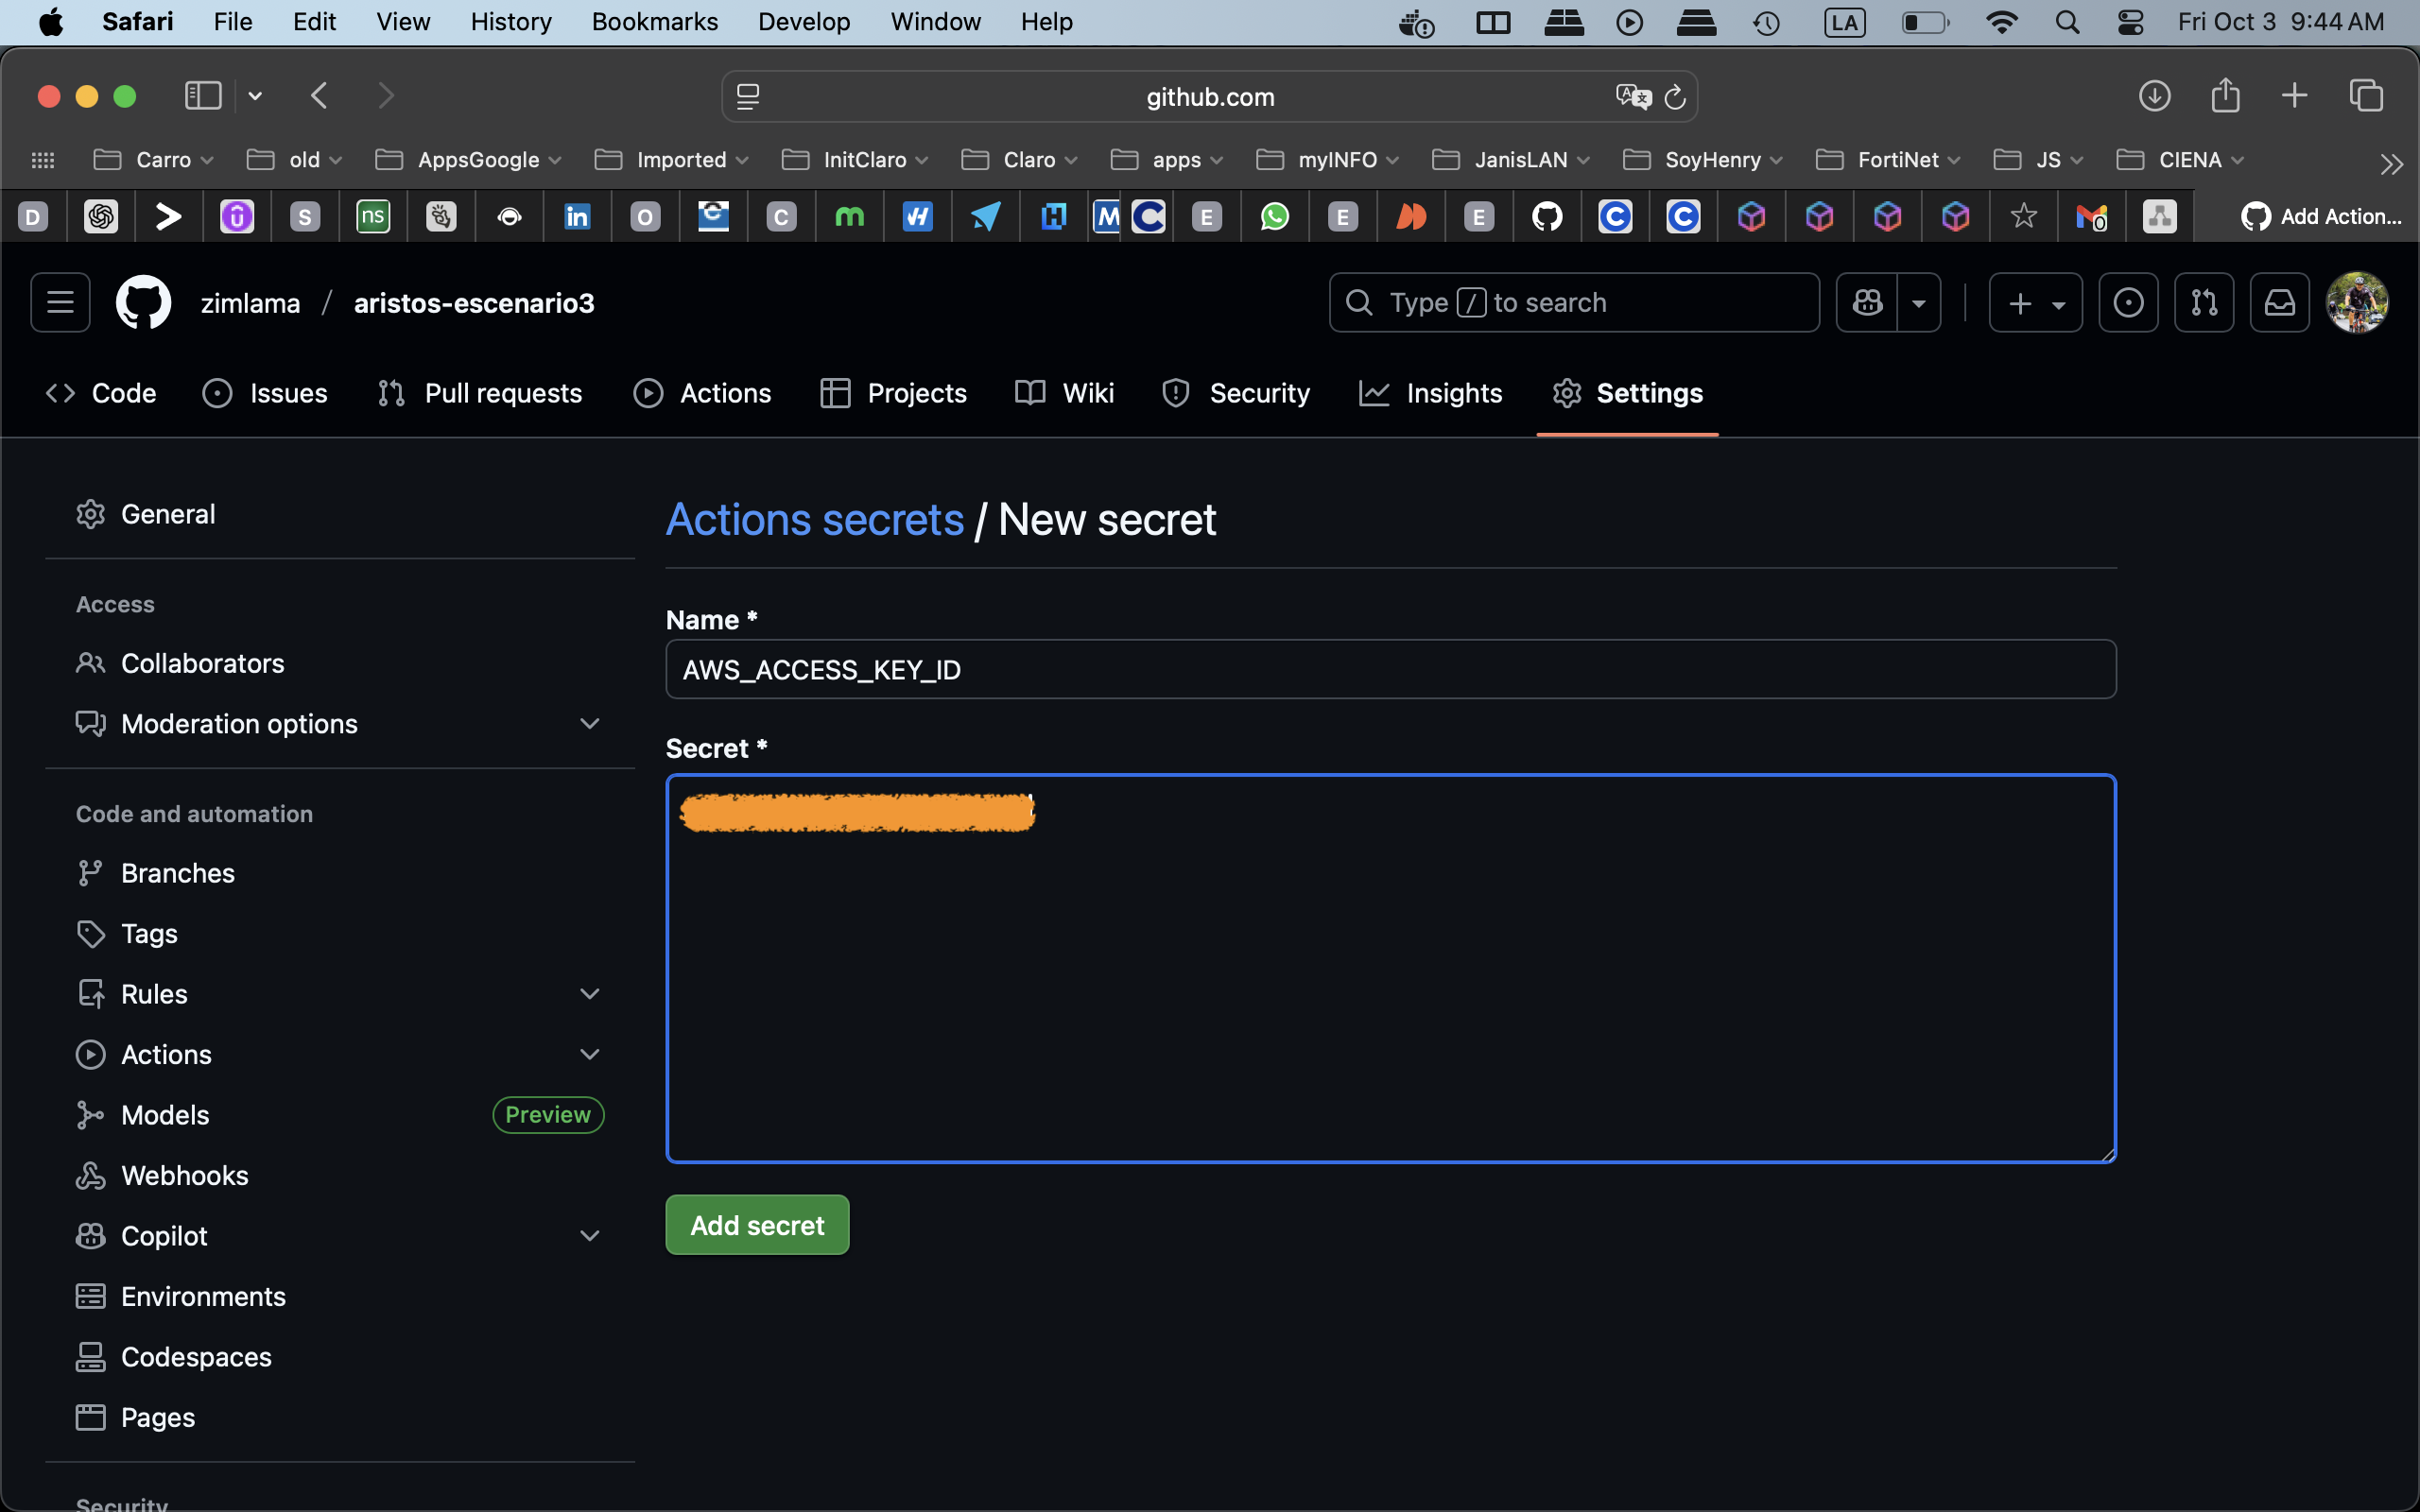 Safari File Edit View History Bookmarks Develop Window Help LA Fri Oct 3 9:44 AM
github.com
Carro old AppsGoogle Imported InitClaro Claro apps myINFO JanisLAN SoyHenry FortiNet JS CIENA
D S ns in O C C m H H M C E E E C C 0 Add Action...
zimlama / aristos-escenario3 Type / to search
Code Issues Pull requests Actions Projects Wiki Security Insights Settings
General
Access
Collaborators
Moderation options
Code and automation
Branches
Tags
Rules
Actions
Models Preview
Webhooks
Copilot
Environments
Codespaces
Pages
Security
Actions secrets / New secret
Name *
AWS_ACCESS_KEY_ID
Secret *
Add secret